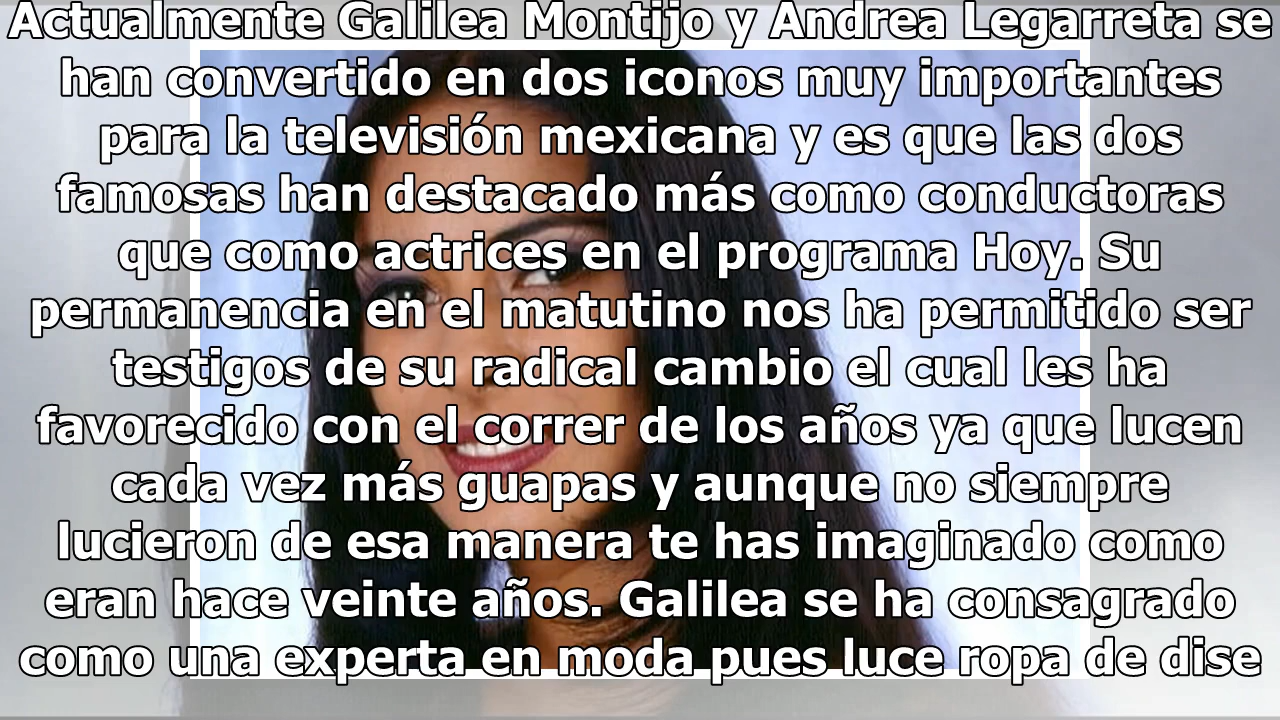 Actualmente Galilea Montijo y Andrea Legarreta se
han convertido en dos iconos muy importantes
para la televisión mexicana y es que las dos
famosas han destacado más como conductoras
que como actrices en el programa Hoy. Su
permanencia en el matutino nos ha permitido ser
testigos de su radical cambio el cual les ha
favorecido con el correr de los años ya que lucen
cada vez más guapas y aunque no siempre
lucieron de esa manera te has imaginado como
eran hace veinte años. Galilea se ha consagrado
como una experta en moda pues luce ropa de dise